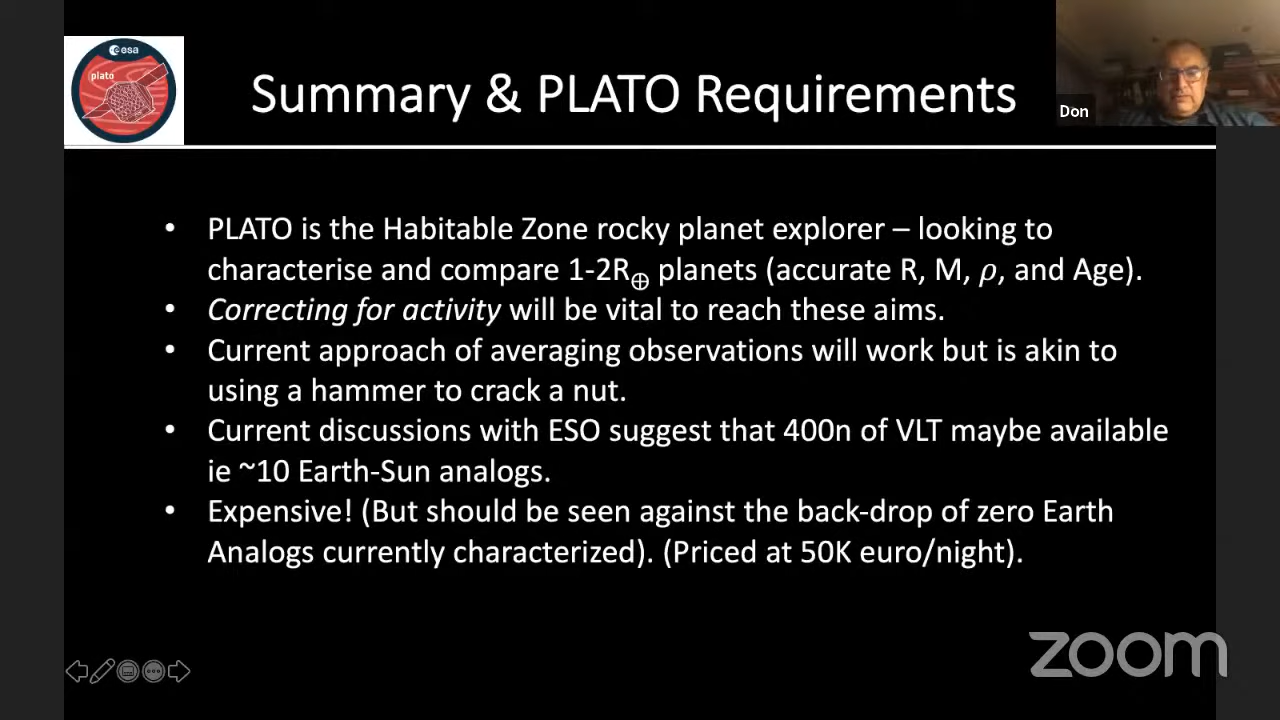 esa
plato
Summary & PLATO Requirements
Don
• PLATO is the Habitable Zone rocky planet explorer – looking to
characterise and compare 1-2R⊕ planets (accurate R, M, ρ, and Age).
• Correcting for activity will be vital to reach these aims.
• Current approach of averaging observations will work but is akin to
using a hammer to crack a nut.
• Current discussions with ESO suggest that 400n of VLT maybe available
ie ~10 Earth-Sun analogs.
• Expensive! (But should be seen against the back-drop of zero Earth
Analogs currently characterized). (Priced at 50K euro/night).
zoom